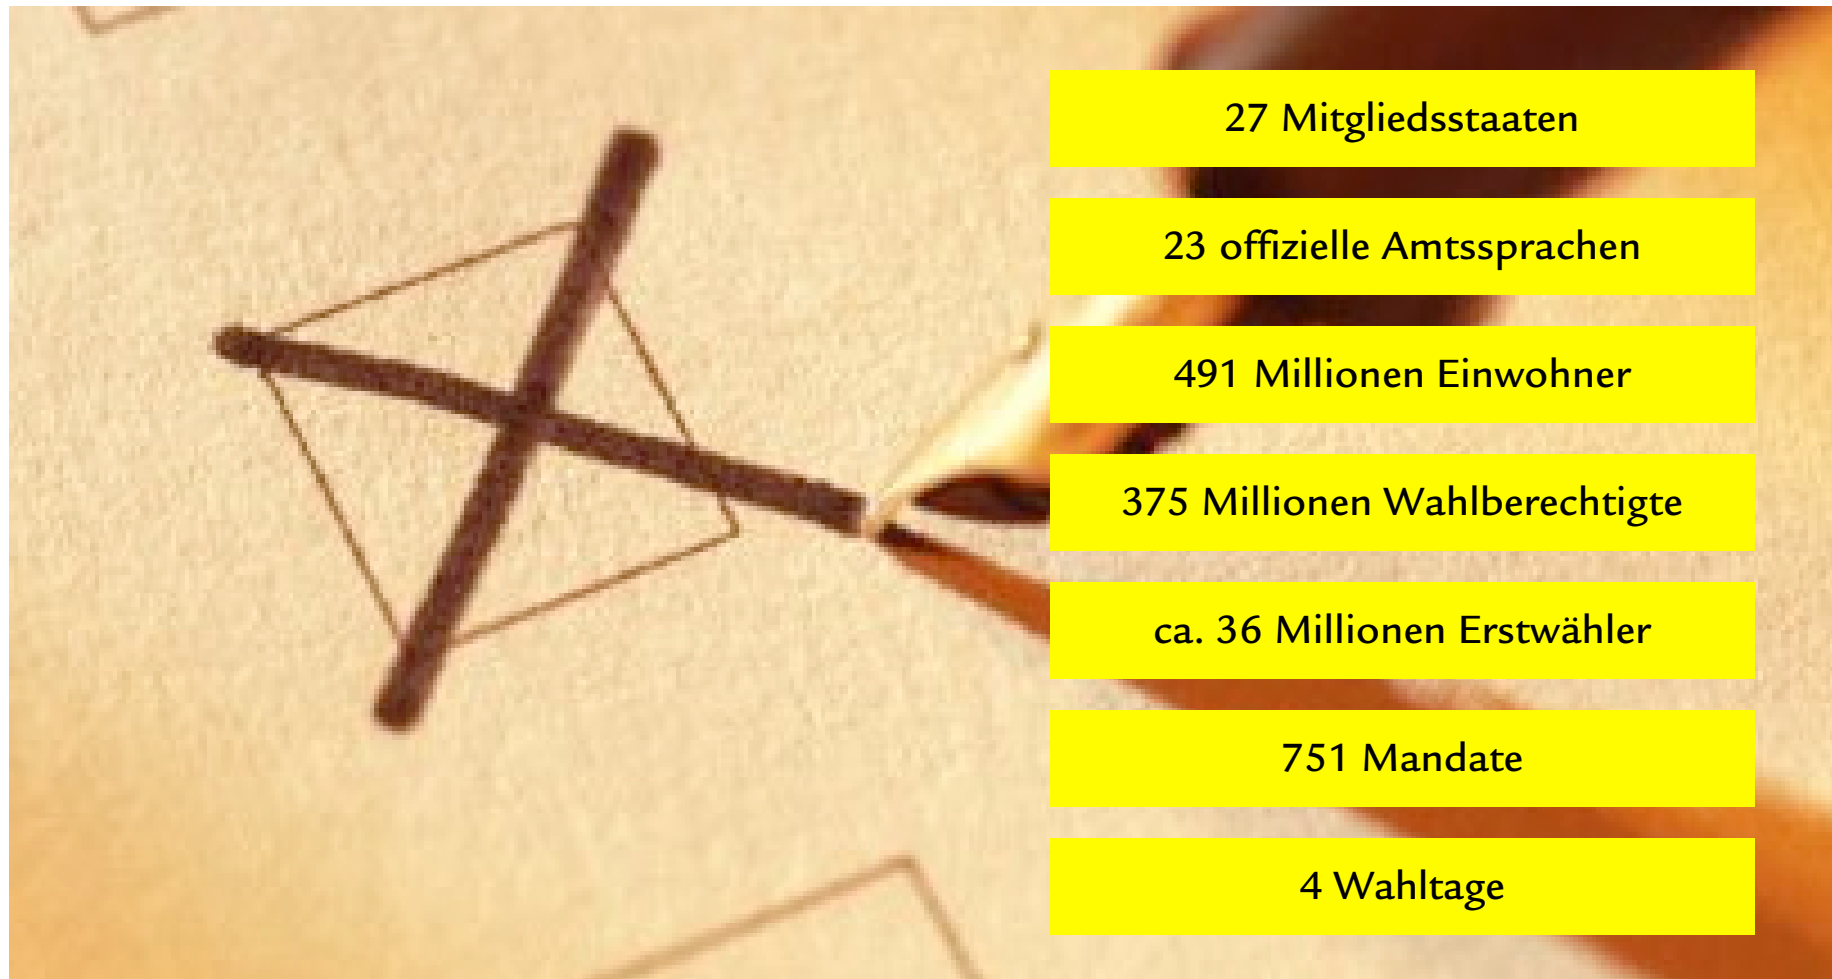 27 Mitgliedsstaaten
23 offizielle Amtssprachen
491 Millionen Einwohner
375 Millionen Wahlberechtigte
ca. 36 Millionen Erstwähler
751 Mandate
4 Wahltage